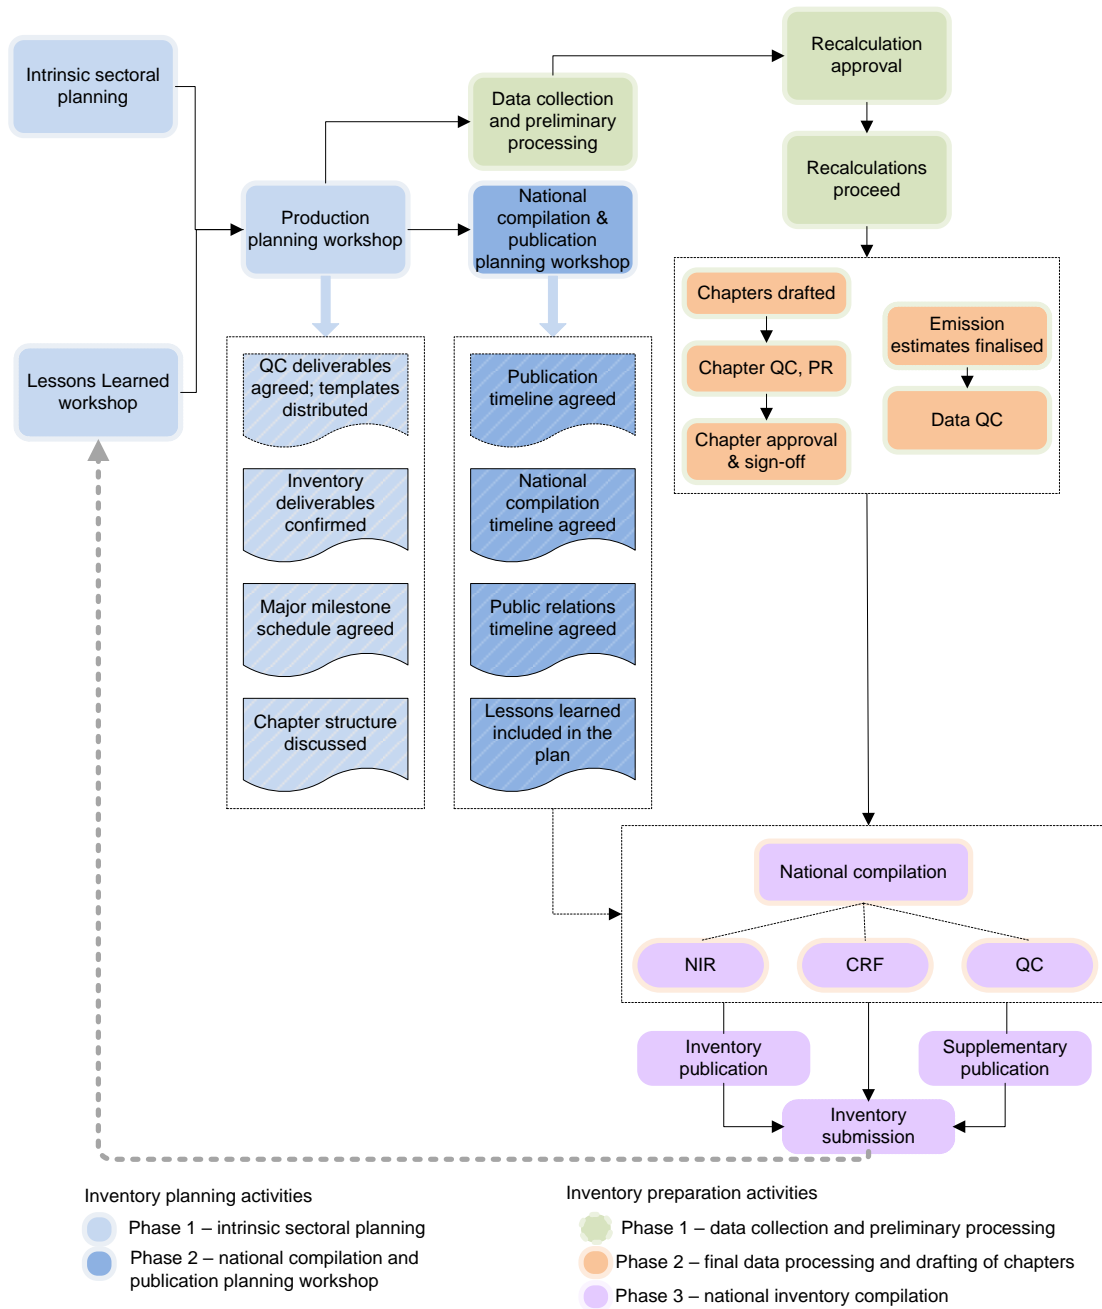 Intrinsic sectoral
planning
Recalculation
approval
Data collection
and preliminary
processing
Recalculations
proceed
Production
planning workshop
National
compilation &
publication
planning workshop
Lessons Learned
workshop
QC deliverables
agreed; templates
distributed
Inventory
deliverables
confirmed
Major milestone
schedule agreed
Chapter structure
discussed
Publication
timeline agreed
National
compilation
timeline agreed
Public relations
timeline agreed
Lessons learned
included in the
plan
Chapters drafted
Chapter QC, PR
Chapter approval
& sign-off
Emission
estimates finalised
Data QC
National compilation
NIR
CRF
QC
Inventory
publication
Supplementary
publication
Inventory
submission
Inventory planning activities
Phase 1 – intrinsic sectoral planning
Phase 2 – national compilation and
publication planning workshop
Inventory preparation activities
Phase 1 – data collection and preliminary processing
Phase 2 – final data processing and drafting of chapters
Phase 3 – national inventory compilation